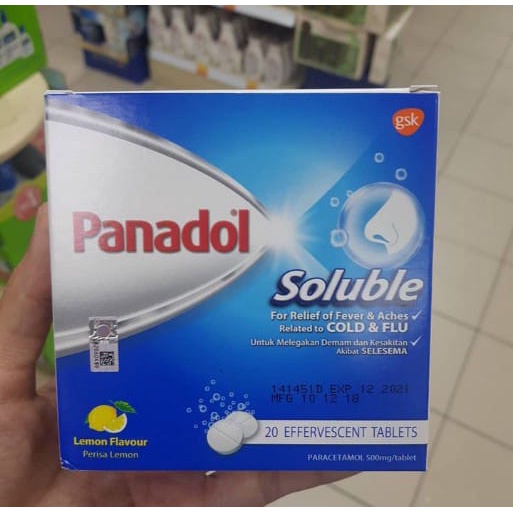 gsk
Panadol
Soluble
For Relief of Fever & Aches
Related to COLD & FLU
Untuk Melegakan Demam dan Kesakitan
Akibat SELESEMA
141451D EXP 12 2021
MFG 10 12 18
20 EFFERVESCENT TABLETS
Lemon Flavour
Perisa Lemon
PARACETAMOL 500mg/tablet